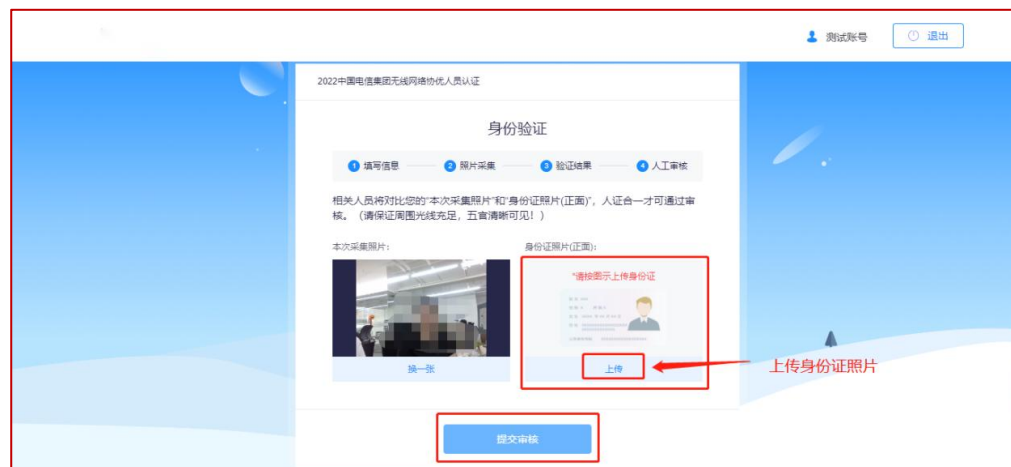 测试账号
退出
2022中国电信集团无线网络协优人员认证
身份验证
1 填写信息
2 照片采集
3 验证结果
4 人工审核
相关人员将对比您的“本次采集照片”和“身份证照片(正面)”，人证合一才可通过审
核。（请保证周围光线充足，五官清晰可见！）
本次采集照片：
身份证照片(正面)：
*请按图示上传身份证
换一张
上传
上传身份证照片
提交审核